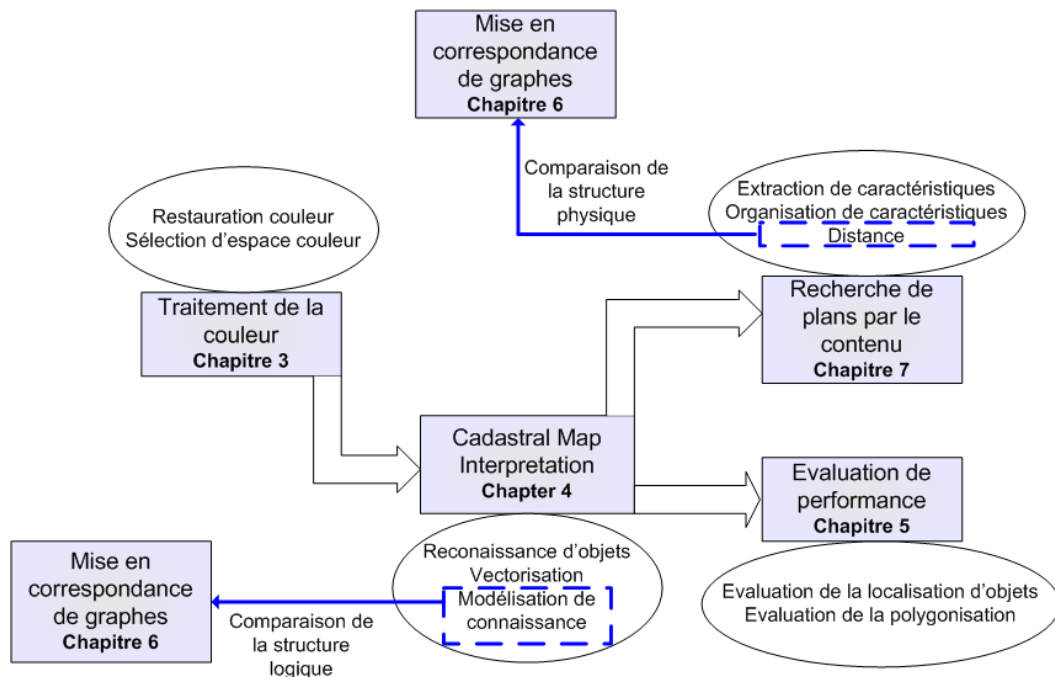 Mise en
correspondance
de graphes
Chapitre 6
Comparaison de
la structure
physique
Extraction de caractéristiques
Organisation de caractéristiques
Distance
Restauration couleur
Sélection d'espace couleur
Traitement de la
couleur
Chapitre 3
Recherche de
plans par le
contenu
Chapitre 7
Cadastral Map
Interpretation
Chapter 4
Evaluation de
performance
Chapitre 5
Mise en
correspondance
de graphes
Chapitre 6
Comparaison de
la structure
logique
Reconaissance d'objets
Vectorisation
Modélisation de
connaissance
Evaluation de la localisation d'objets
Evaluation de la polygonisation